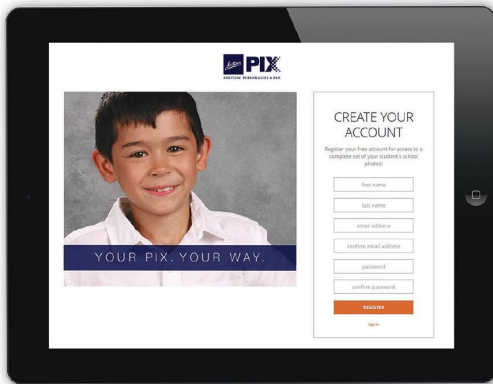 PIX
PREVIEW, PERSONALIZE & PAY
YOUR PIX. YOUR WAY.
CREATE YOUR
ACCOUNT
Register your free account for access to a
complete set of your student's school
photos!
first name
last name
email address
confirm email address
password
confirm password
REGISTER
Sign In